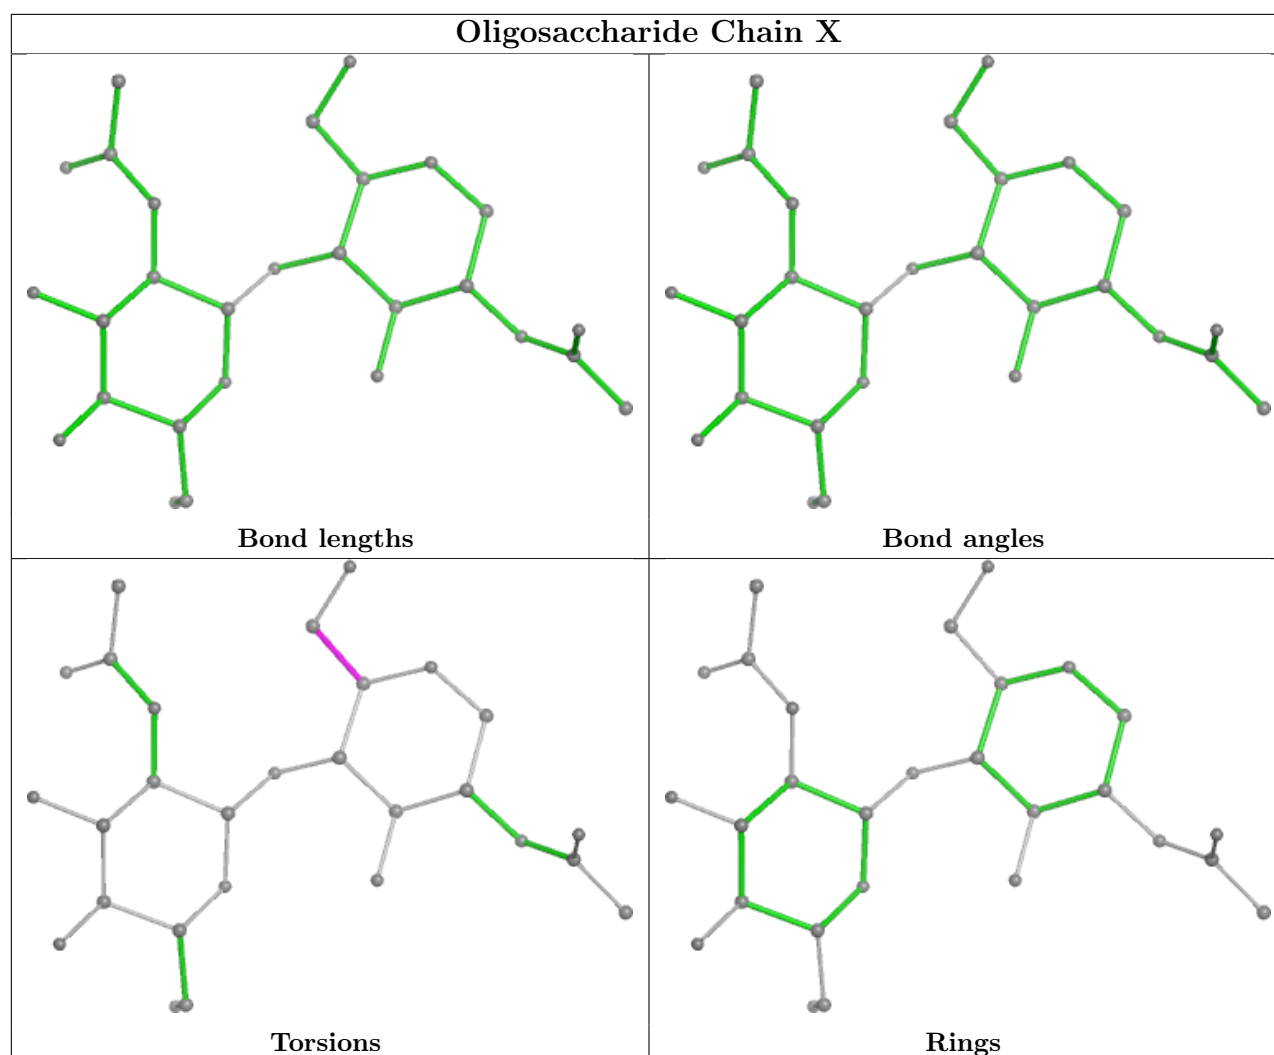 Oligosaccharide Chain X
Bond lengths
Bond angles
Torsions
Rings